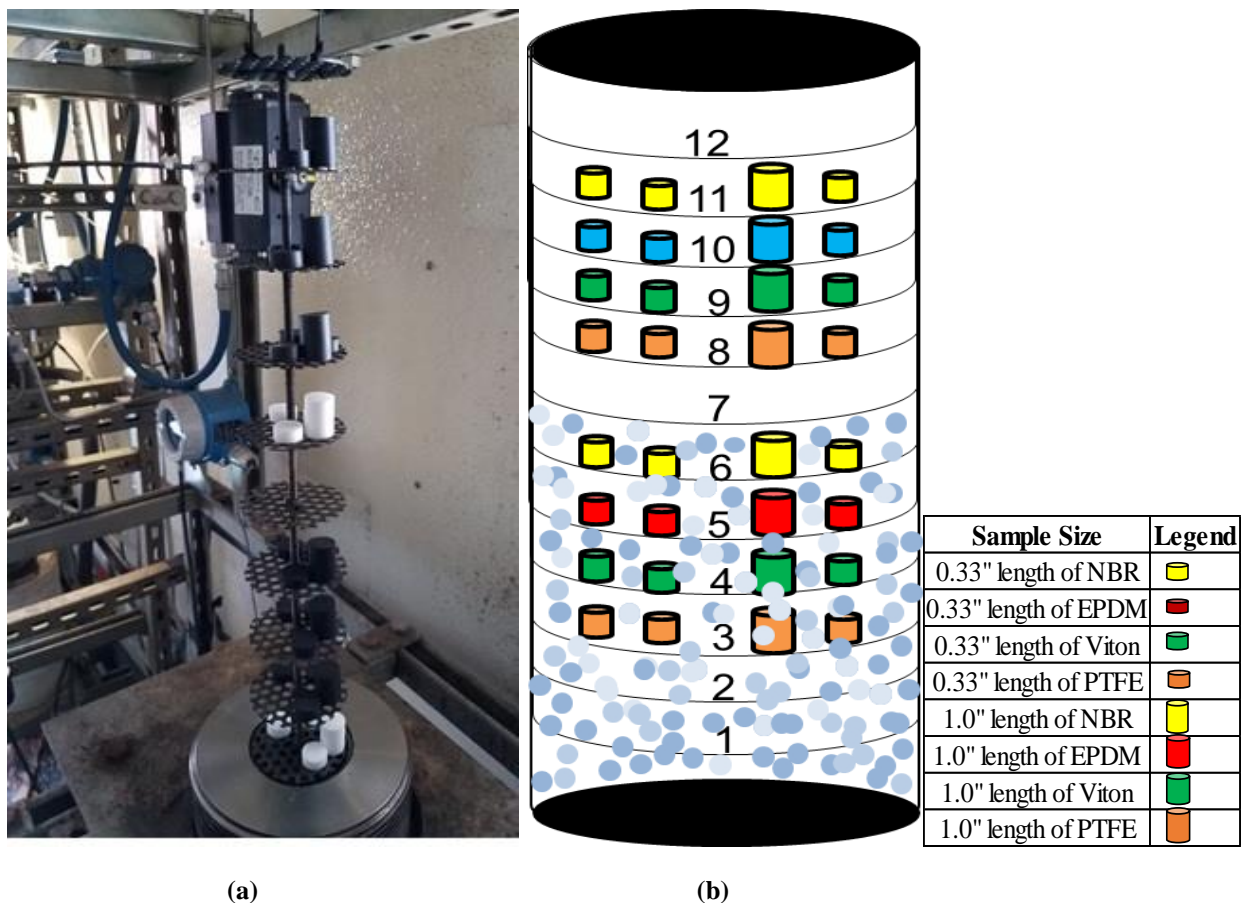 12
11
10
9
8
7
6
5
4
3
2
1
Sample Size Legend
0.33" length of NBR
0.33" length of EPDM
0.33" length of Viton
0.33" length of PTFE
1.0" length of NBR
1.0" length of EPDM
1.0" length of Viton
1.0" length of PTFE
(a) (b)